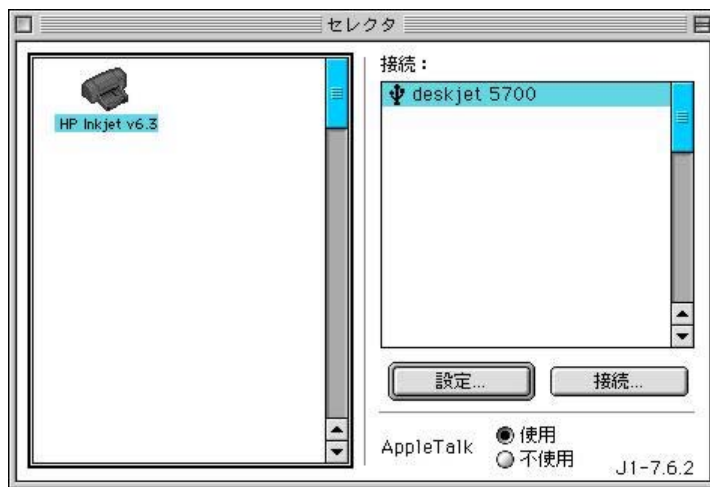 セレクタ
HP Inkjet v6.3
接続：
deskjet 5700
設定...
接続...
AppleTalk
使用
不使用
J1-7.6.2